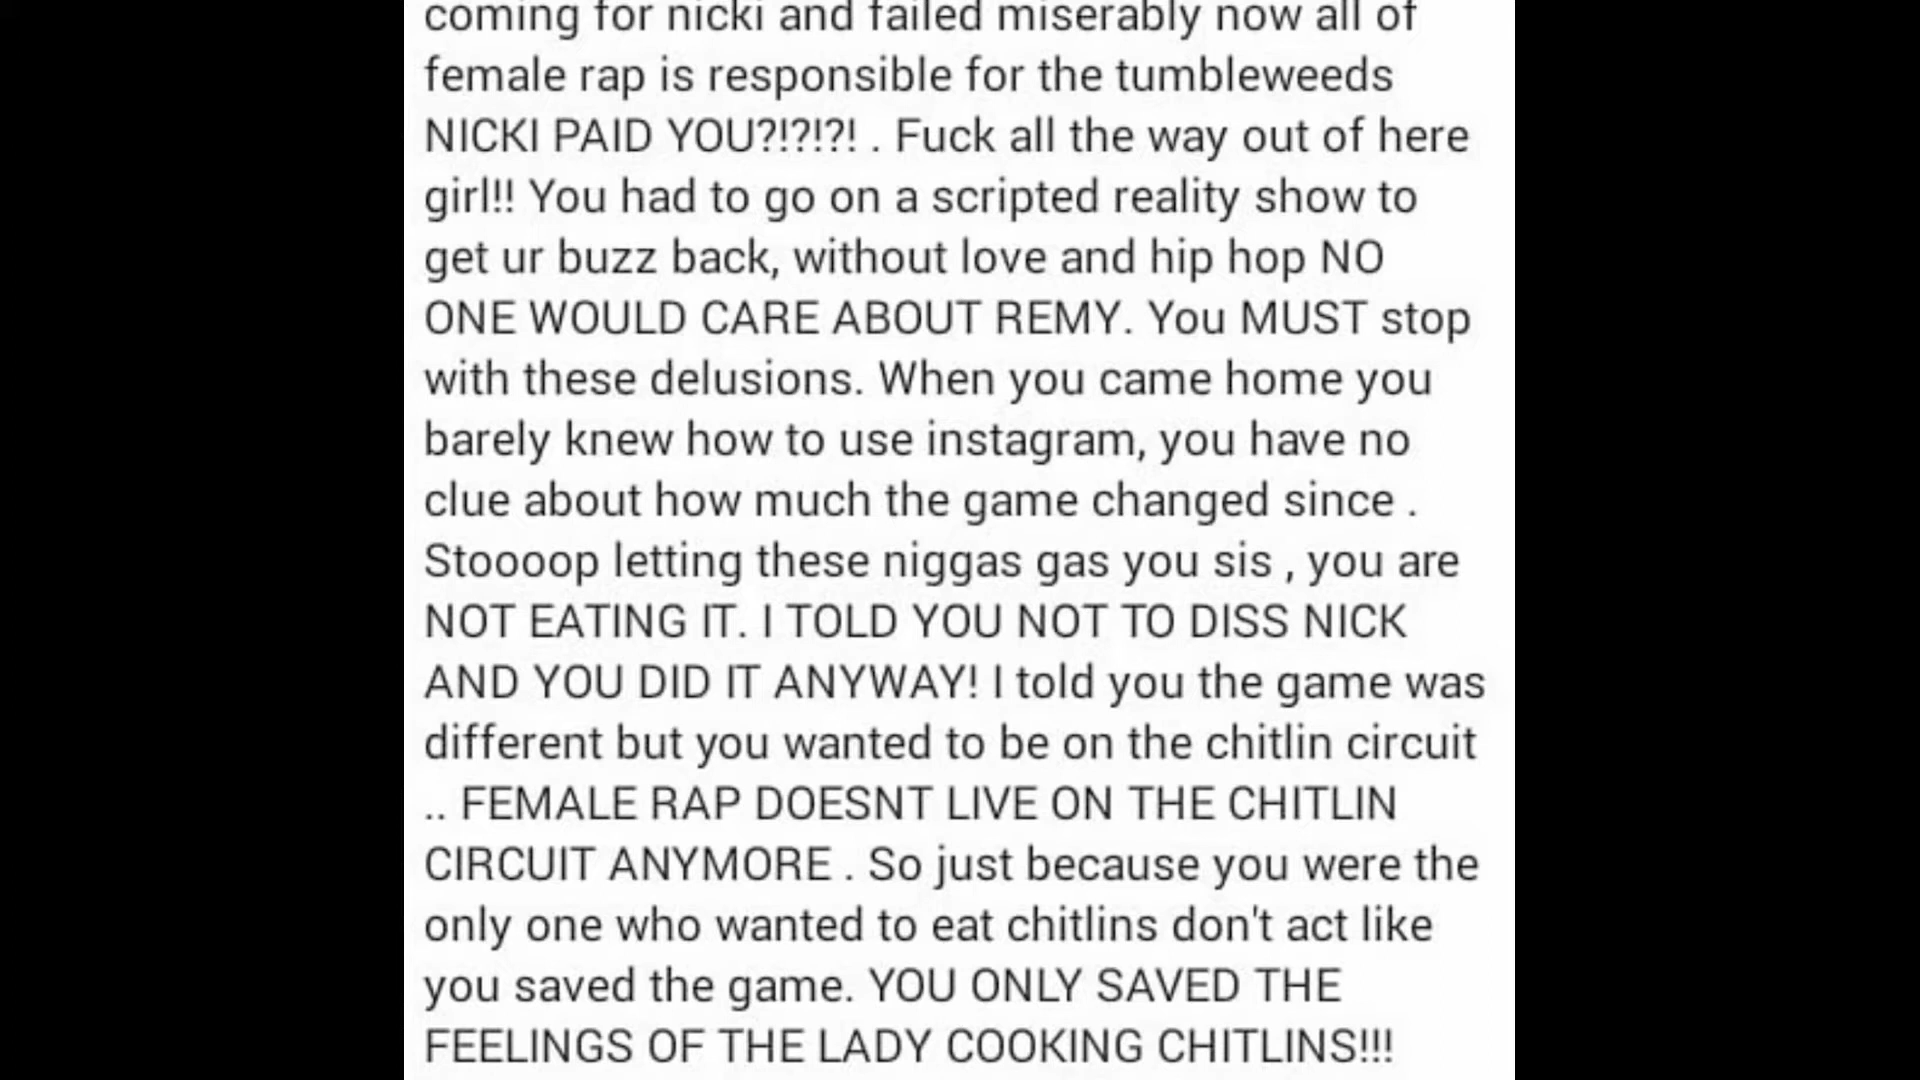 coming for nicki and failed miserably now all of
female rap is responsible for the tumbleweeds
NICKI PAID YOU?!?!?! . Fuck all the way out of here
girl!! You had to go on a scripted reality show to
get ur buzz back, without love and hip hop NO
ONE WOULD CARE ABOUT REMY. You MUST stop
with these delusions. When you came home you
barely knew how to use instagram, you have no
clue about how much the game changed since .
Stoooop letting these niggas gas you sis , you are
NOT EATING IT. I TOLD YOU NOT TO DISS NICK
AND YOU DID IT ANYWAY! I told you the game was
different but you wanted to be on the chitlin circuit
.. FEMALE RAP DOESNT LIVE ON THE CHITLIN
CIRCUIT ANYMORE . So just because you were the
only one who wanted to eat chitlins don't act like
you saved the game. YOU ONLY SAVED THE
FEELINGS OF THE LADY COOKING CHITLINS!!!